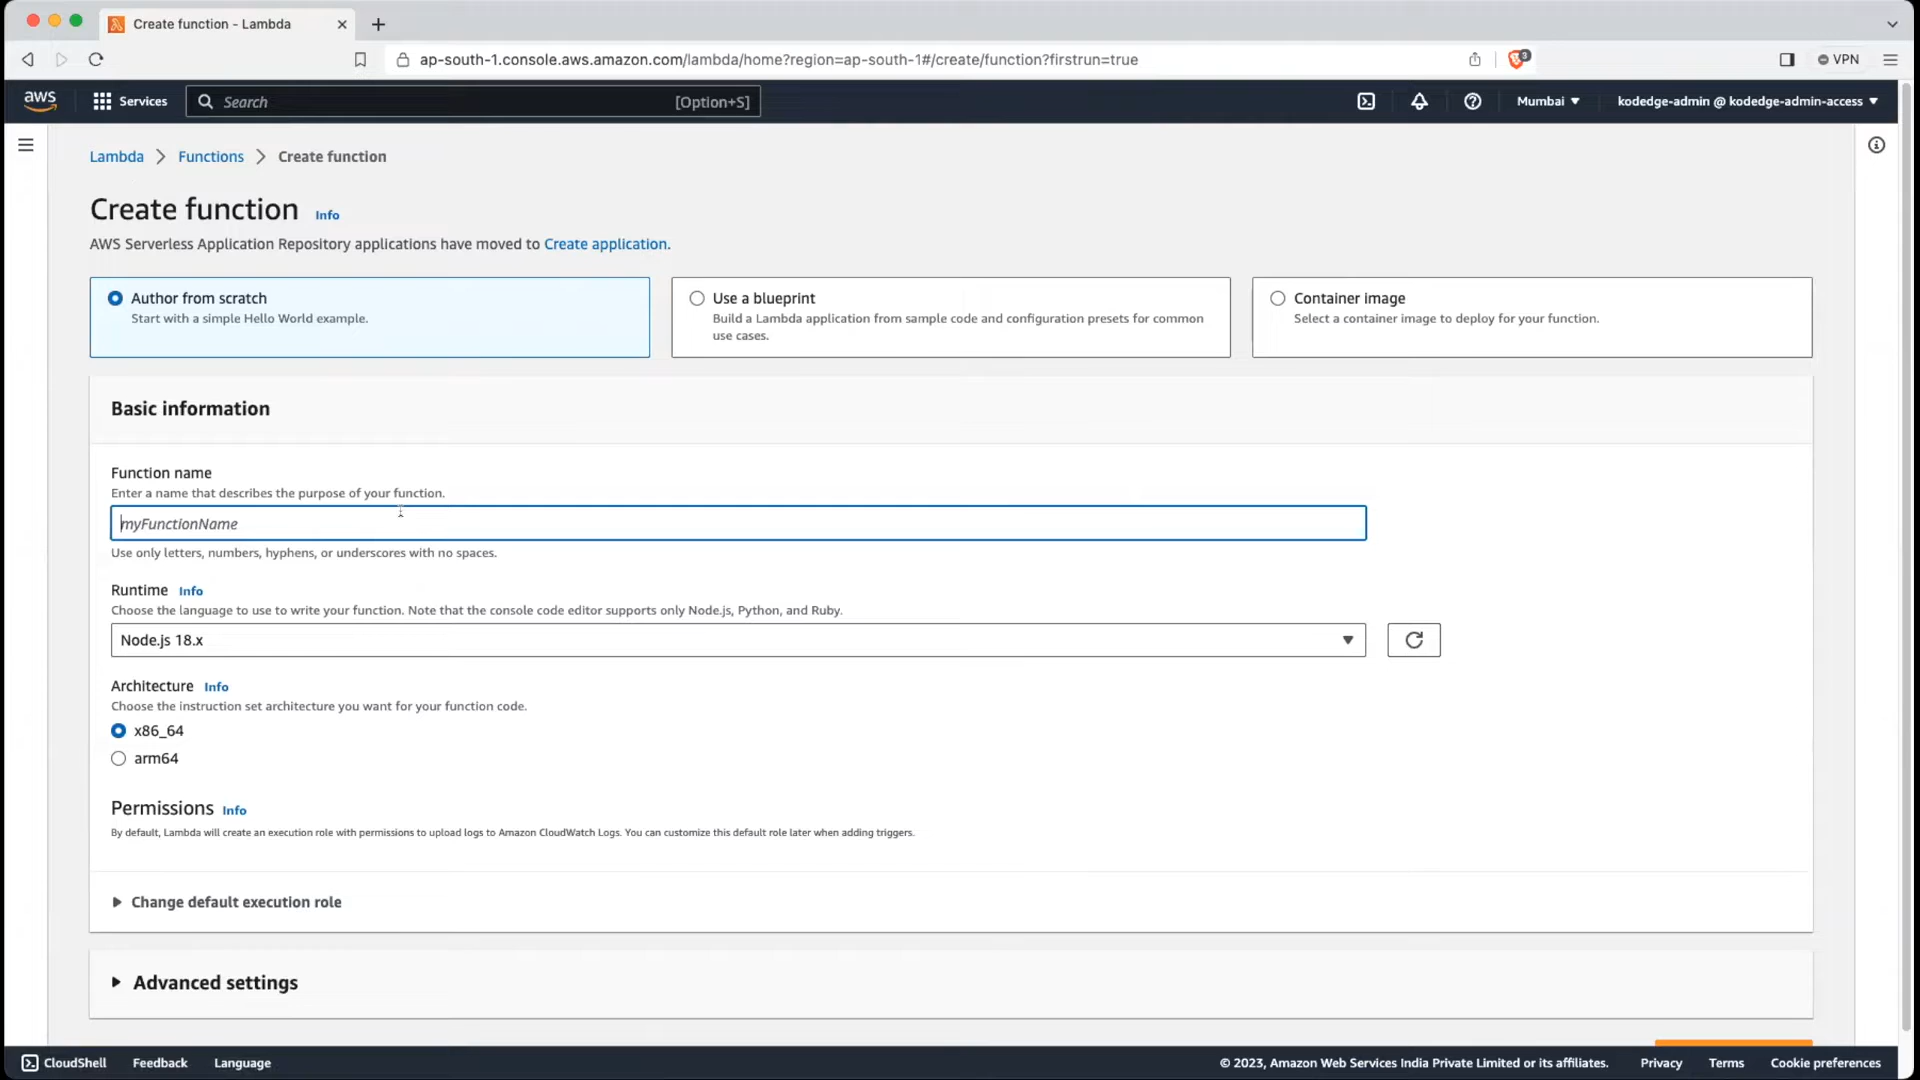 Create function - Lambda
ap-south-1.console.aws.amazon.com/lambda/home?region=ap-south-1#/create/function?firstrun=true
3
VPN
aws
Services
Search
[Option+S]
Mumbai
kodedge-admin @ kodedge-admin-access
Lambda
Functions
Create function
Create function
Info
AWS Serverless Application Repository applications have moved to Create application.
Author from scratch
Start with a simple Hello World example.
Use a blueprint
Build a Lambda application from sample code and configuration presets for common
use cases.
Container image
Select a container image to deploy for your function.
Basic information
Function name
Enter a name that describes the purpose of your function.
myFunctionName
Use only letters, numbers, hyphens, or underscores with no spaces.
Runtime Info
Choose the language to use to write your function. Note that the console code editor supports only Node.js, Python, and Ruby.
Node.js 18.x
Architecture Info
Choose the instruction set architecture you want for your function code.
x86_64
arm64
Permissions Info
By default, Lambda will create an execution role with permissions to upload logs to Amazon CloudWatch Logs. You can customize this default role later when adding triggers.
Change default execution role
Advanced settings
CloudShell
Feedback
Language
© 2023, Amazon Web Services India Private Limited or its affiliates.
Privacy
Terms
Cookie preferences